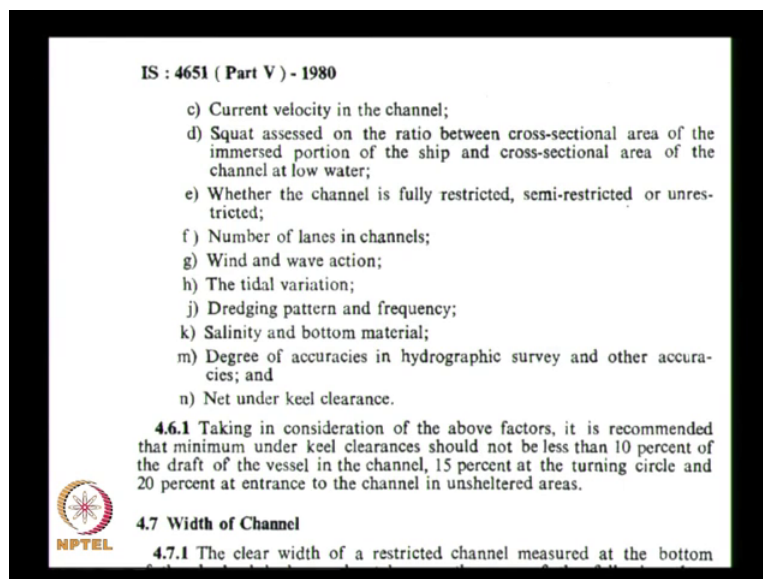 IS : 4651 ( Part V ) - 1980
c) Current velocity in the channel;
d) Squat assessed on the ratio between cross-sectional area of the
immersed portion of the ship and cross-sectional area of the
channel at low water;
e) Whether the channel is fully restricted, semi-restricted or unres-
tricted;
f ) Number of lanes in channels;
g) Wind and wave action;
h) The tidal variation;
j) Dredging pattern and frequency;
k) Salinity and bottom material;
m) Degree of accuracies in hydrographic survey and other accura-
cies; and
n) Net under keel clearance.
4.6.1 Taking in consideration of the above factors, it is recommended
that minimum under keel clearances should not be less than 10 percent of
the draft of the vessel in the channel, 15 percent at the turning circle and
20 percent at entrance to the channel in unsheltered areas.
NPTEL
4.7 Width of Channel
4.7.1 The clear width of a restricted channel measured at the bottom